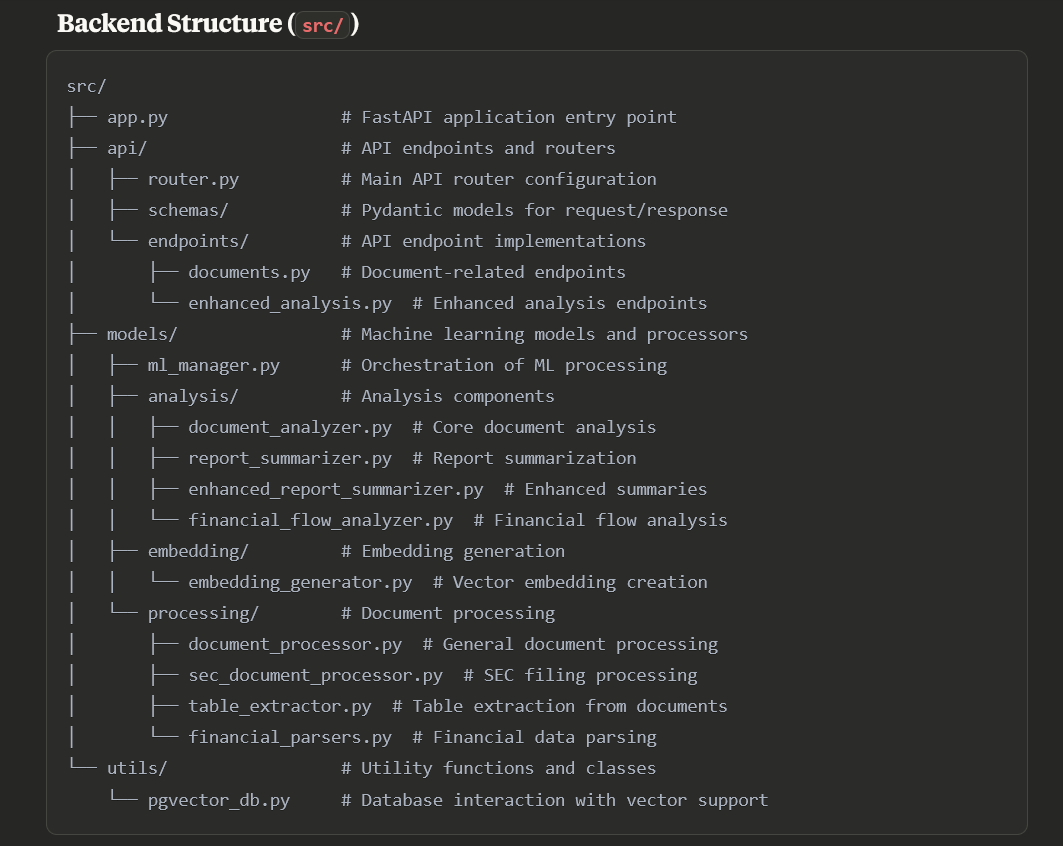 Backend Structure (src/)
src/
├── app.py                 # FastAPI application entry point
├── api/                   # API endpoints and routers
│   ├── router.py          # Main API router configuration
│   ├── schemas/           # Pydantic models for request/response
│   └── endpoints/         # API endpoint implementations
│       ├── documents.py   # Document-related endpoints
│       └── enhanced_analysis.py  # Enhanced analysis endpoints
├── models/                # Machine learning models and processors
│   ├── ml_manager.py      # Orchestration of ML processing
│   ├── analysis/          # Analysis components
│   │   ├── document_analyzer.py  # Core document analysis
│   │   ├── report_summarizer.py  # Report summarization
│   │   ├── enhanced_report_summarizer.py  # Enhanced summaries
│   │   └── financial_flow_analyzer.py  # Financial flow analysis
│   ├── embedding/         # Embedding generation
│   │   └── embedding_generator.py  # Vector embedding creation
│   └── processing/        # Document processing
│       ├── document_processor.py  # General document processing
│       ├── sec_document_processor.py  # SEC filing processing
│       ├── table_extractor.py  # Table extraction from documents
│       └── financial_parsers.py  # Financial data parsing
└── utils/                 # Utility functions and classes
    └── pgvector_db.py     # Database interaction with vector support